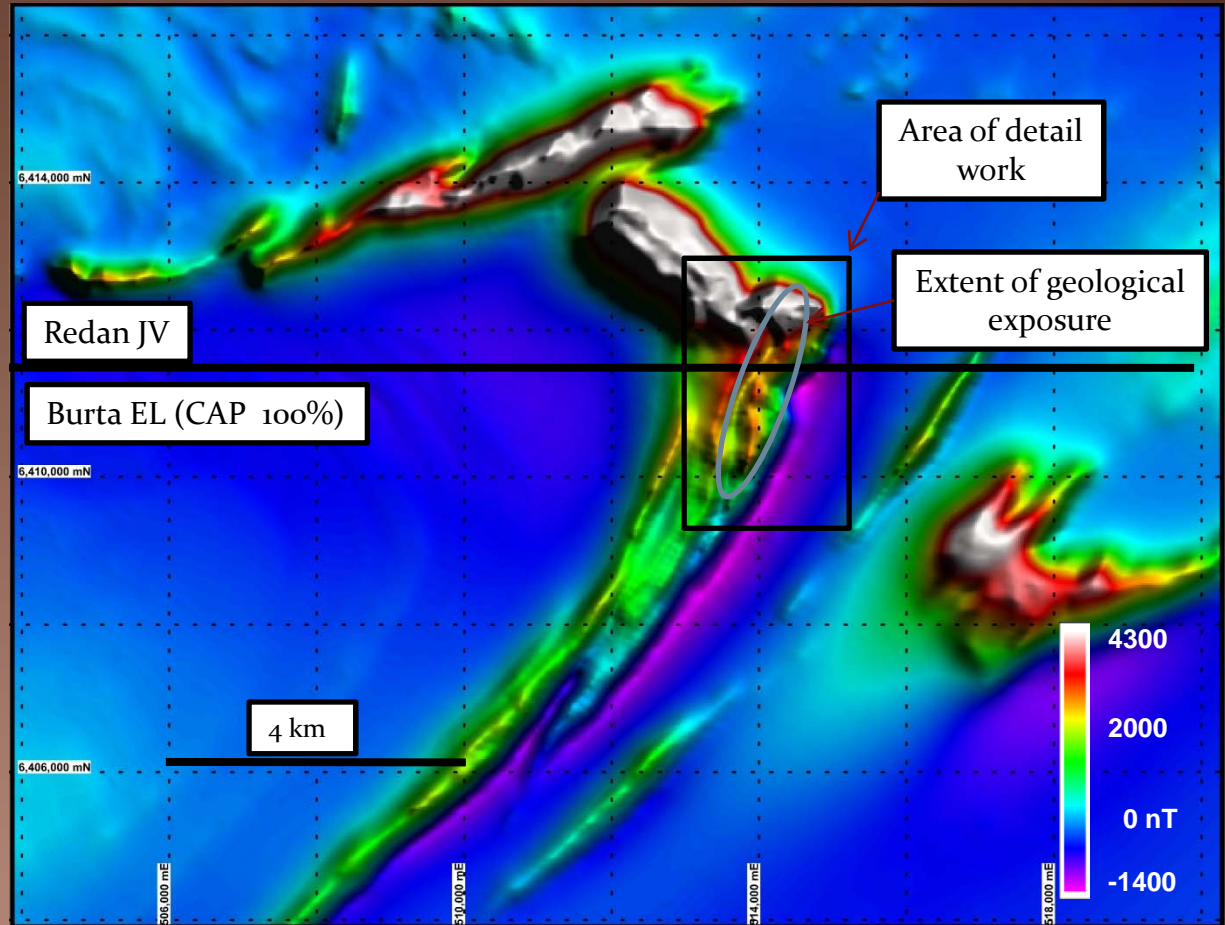 Area of detail
work
6,414,000 mN
Extent of geological
exposure
Redan JV
Burta EL (CAP 100%)
6,410,000 mN
4300
4 km
2000
6,406,000 mN
0 nT
-1400
506,000 mE
510,000 mE
514,000 mE
518,000 mE